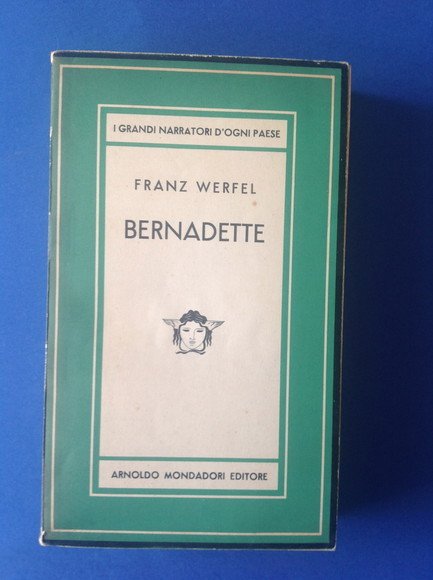 I GRANDI NARRATORI D'OGNI PAESE
FRANZ WERFEL
BERNADETTE
ARNOLDO MONDADORI EDITORE